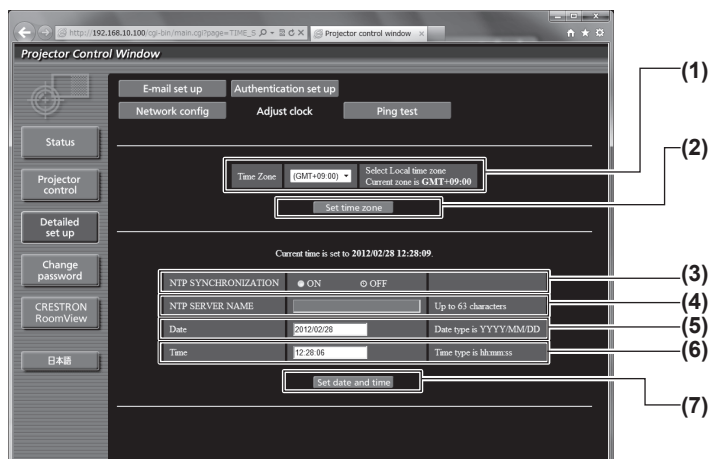 http://192.168.10.100/cgi-bin/main.cgi?page=TIME_S
Projector control window
Projector Control Window
E-mail set up Authentication set up
Network config Adjust clock Ping test
Status
Projector control
Detailed set up
Change password
CRESTRON RoomView
日本語
Time Zone (GMT+09:00) Select Local time zone
Current zone is GMT+09:00
Set time zone
Current time is set to 2012/02/28 12:28:09.
NTP SYNCHRONIZATION ON OFF
NTP SERVER NAME Up to 63 characters
Date 2012/02/28 Date type is YYYY/MM/DD
Time 12:28:06 Time type is hh:mm:ss
Set date and time
(1)
(2)
(3)
(4)
(5)
(6)
(7)